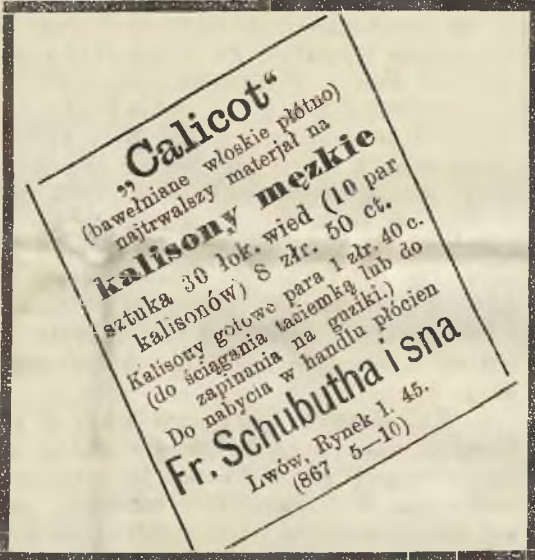 „Calicot“
(bawełniane włoskie płótno)
najtrwalszy materjał na
kalisony męzkie
sztuka 30 łok. wied (10 par
kalisonów) 8 złr. 50 ct.
Kalisony gotowe para 1 złr. 40 c.
(do ściągania tasiemką lub do
zapinania na guziki.)
Do nabycia w handlu płócien
Fr. Schubutha i sna
Lwów, Rynek l. 45.
(867 5—10)